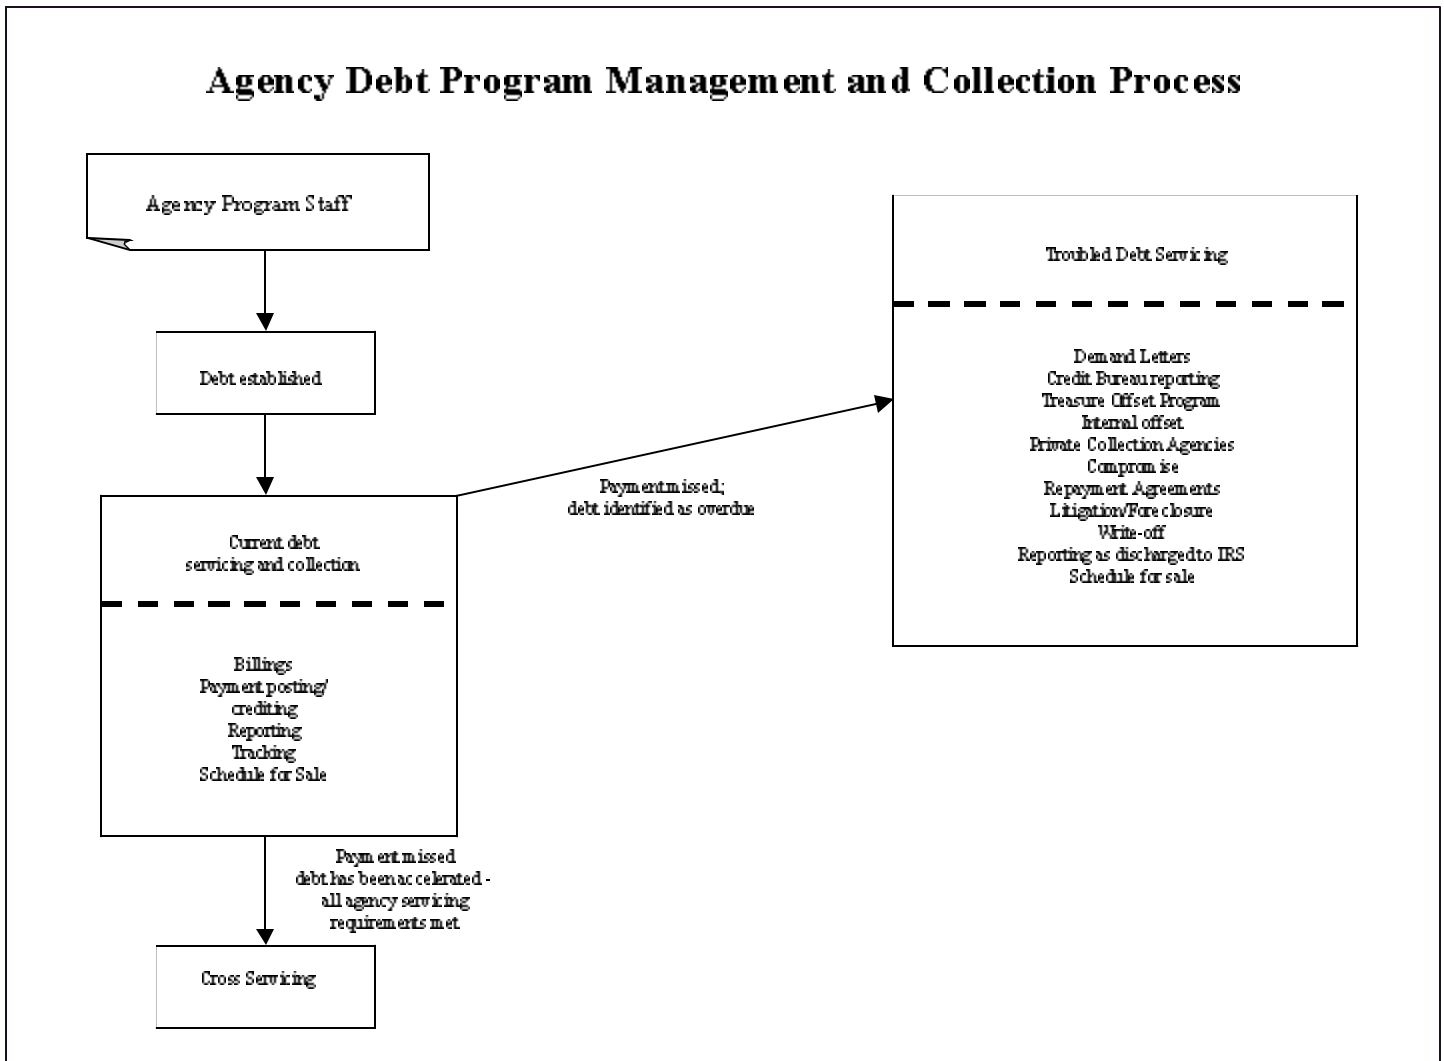 Agency Debt Program Management and Collection Process
Agency Program Staff
Debt established
Current debt
servicing and collection
Billings
Payment posting/
crediting
Reporting
Tracking
Schedule for Sale
Payment missed
debt has been accelerated -
all agency servicing
requirements met
Cross Servicing
Payment missed;
debt identified as overdue
Troubled Debt Servicing
Demand Letters
Credit Bureau reporting
Treasure Offset Program
Internal offset
Private Collection Agencies
Compromise
Repayment Agreements
Litigation/Foreclosure
Write-off
Reporting as discharged to IRS
Schedule for sale